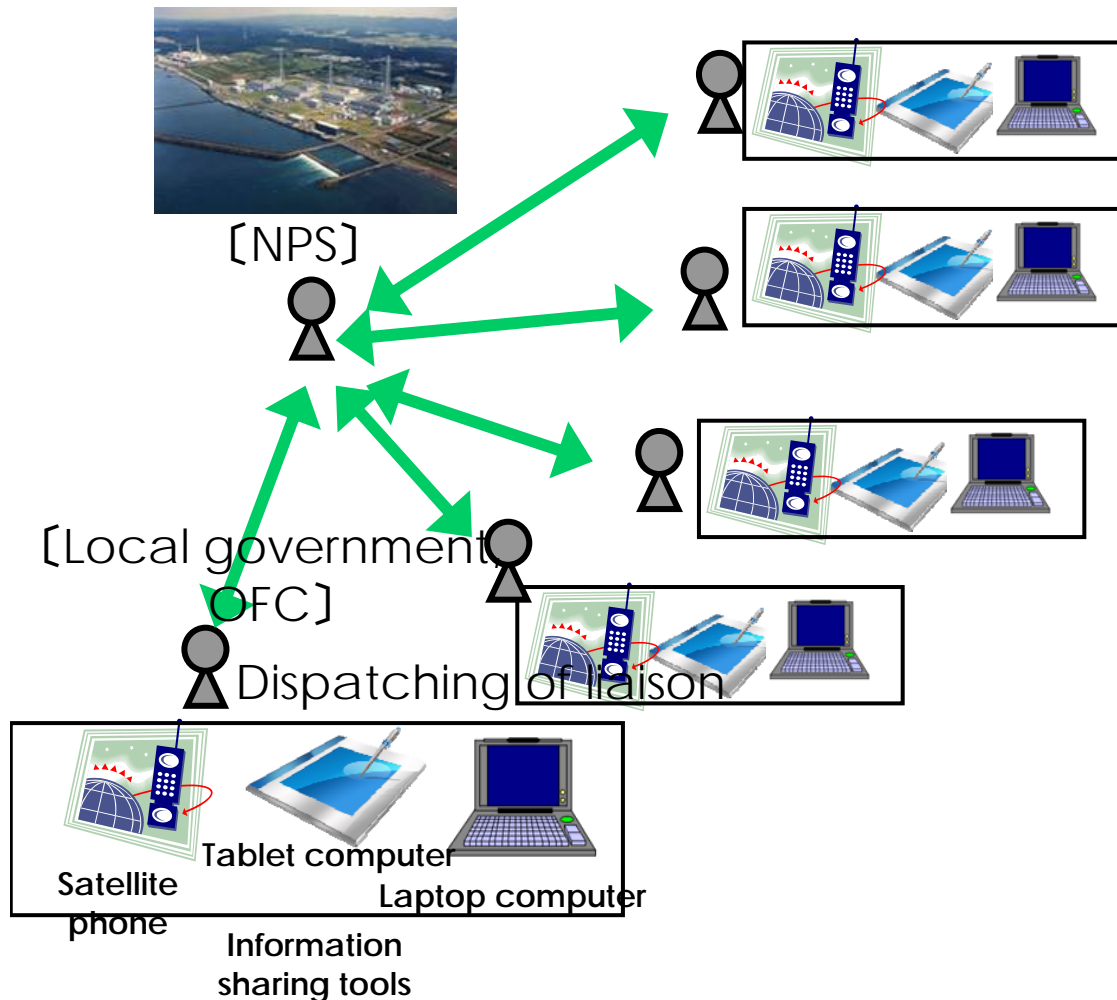 〔NPS〕
〔Local government,
OFC〕
Dispatching of liaison
Tablet computer
Satellite
phone
Laptop computer
Information
sharing tools